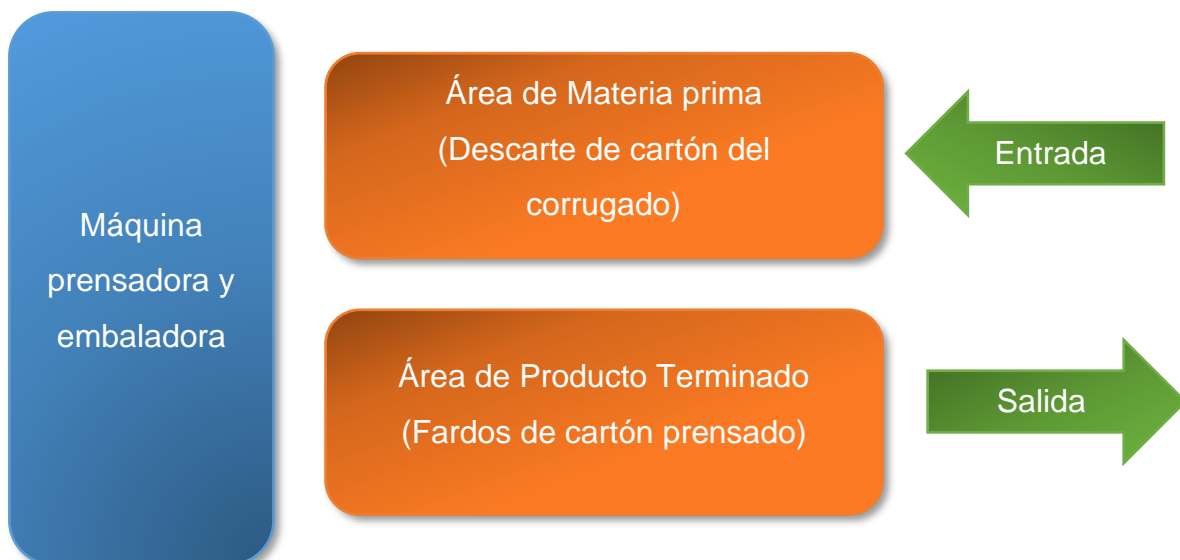 Máquina
prensadora y
embaladora
Área de Materia prima
(Descarte de cartón del
corrugado)
Entrada
Área de Producto Terminado
(Fardos de cartón prensado)
Salida